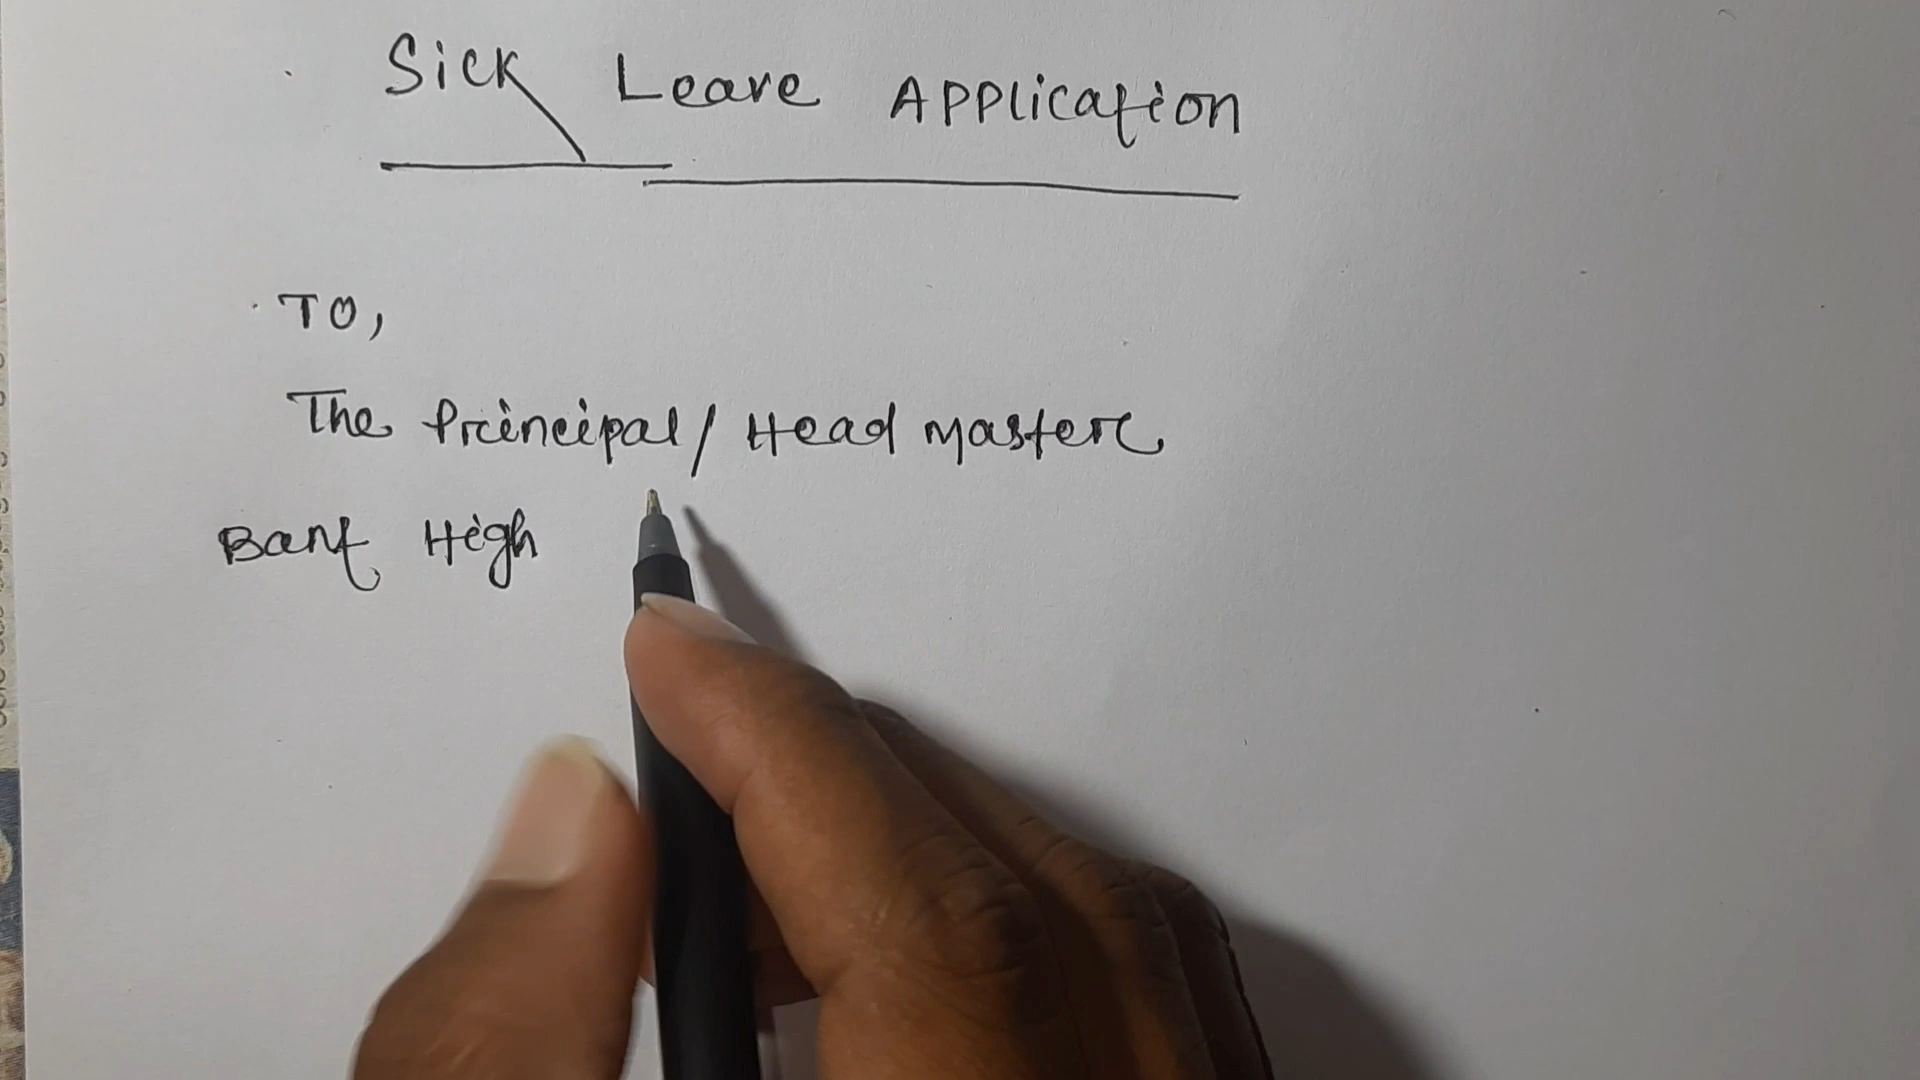 Sick Leave Application
To,
The Principal/Head Master
Bant High